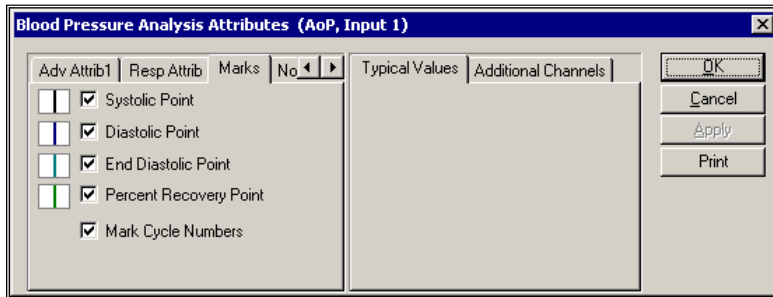 Blood Pressure Analysis Attributes (AoP, Input 1)
Adv Attrib1 Resp Attrib Marks No
Systolic Point
Diastolic Point
End Diastolic Point
Percent Recovery Point
Mark Cycle Numbers
Typical Values Additional Channels
OK
Cancel
Apply
Print